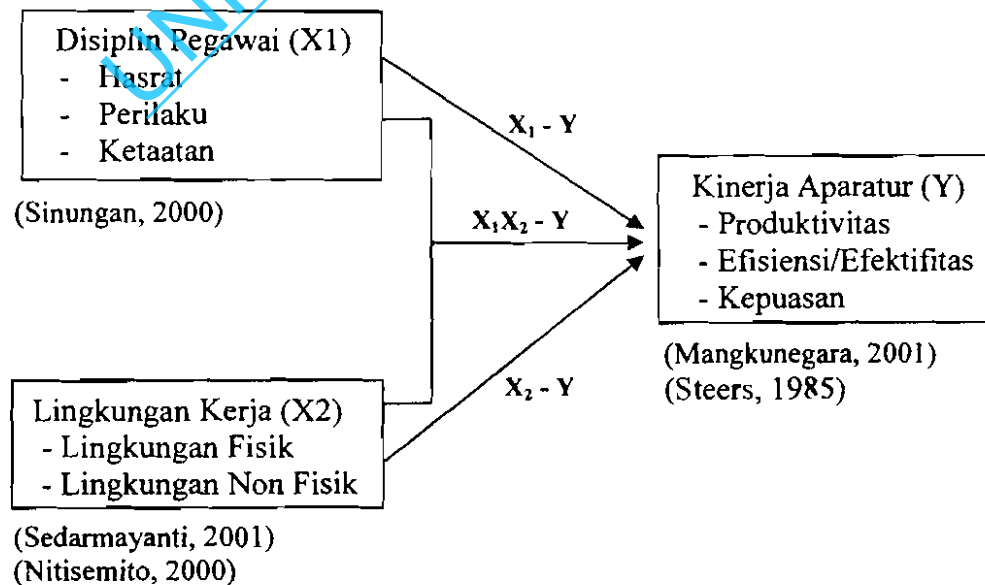 UNI
Disiplin Pegawai (X1)
- Hasrat
- Perilaku
- Ketaatan
(Sinungan, 2000)
X₁ - Y
X₁X₂ - Y
X₂ - Y
Kinerja Aparatur (Y)
- Produktivitas
- Efisiensi/Efektifitas
- Kepuasan
(Mangkunegara, 2001)
(Steers, 1985)
Lingkungan Kerja (X2)
- Lingkungan Fisik
- Lingkungan Non Fisik
(Sedarmayanti, 2001)
(Nitisemito, 2000)